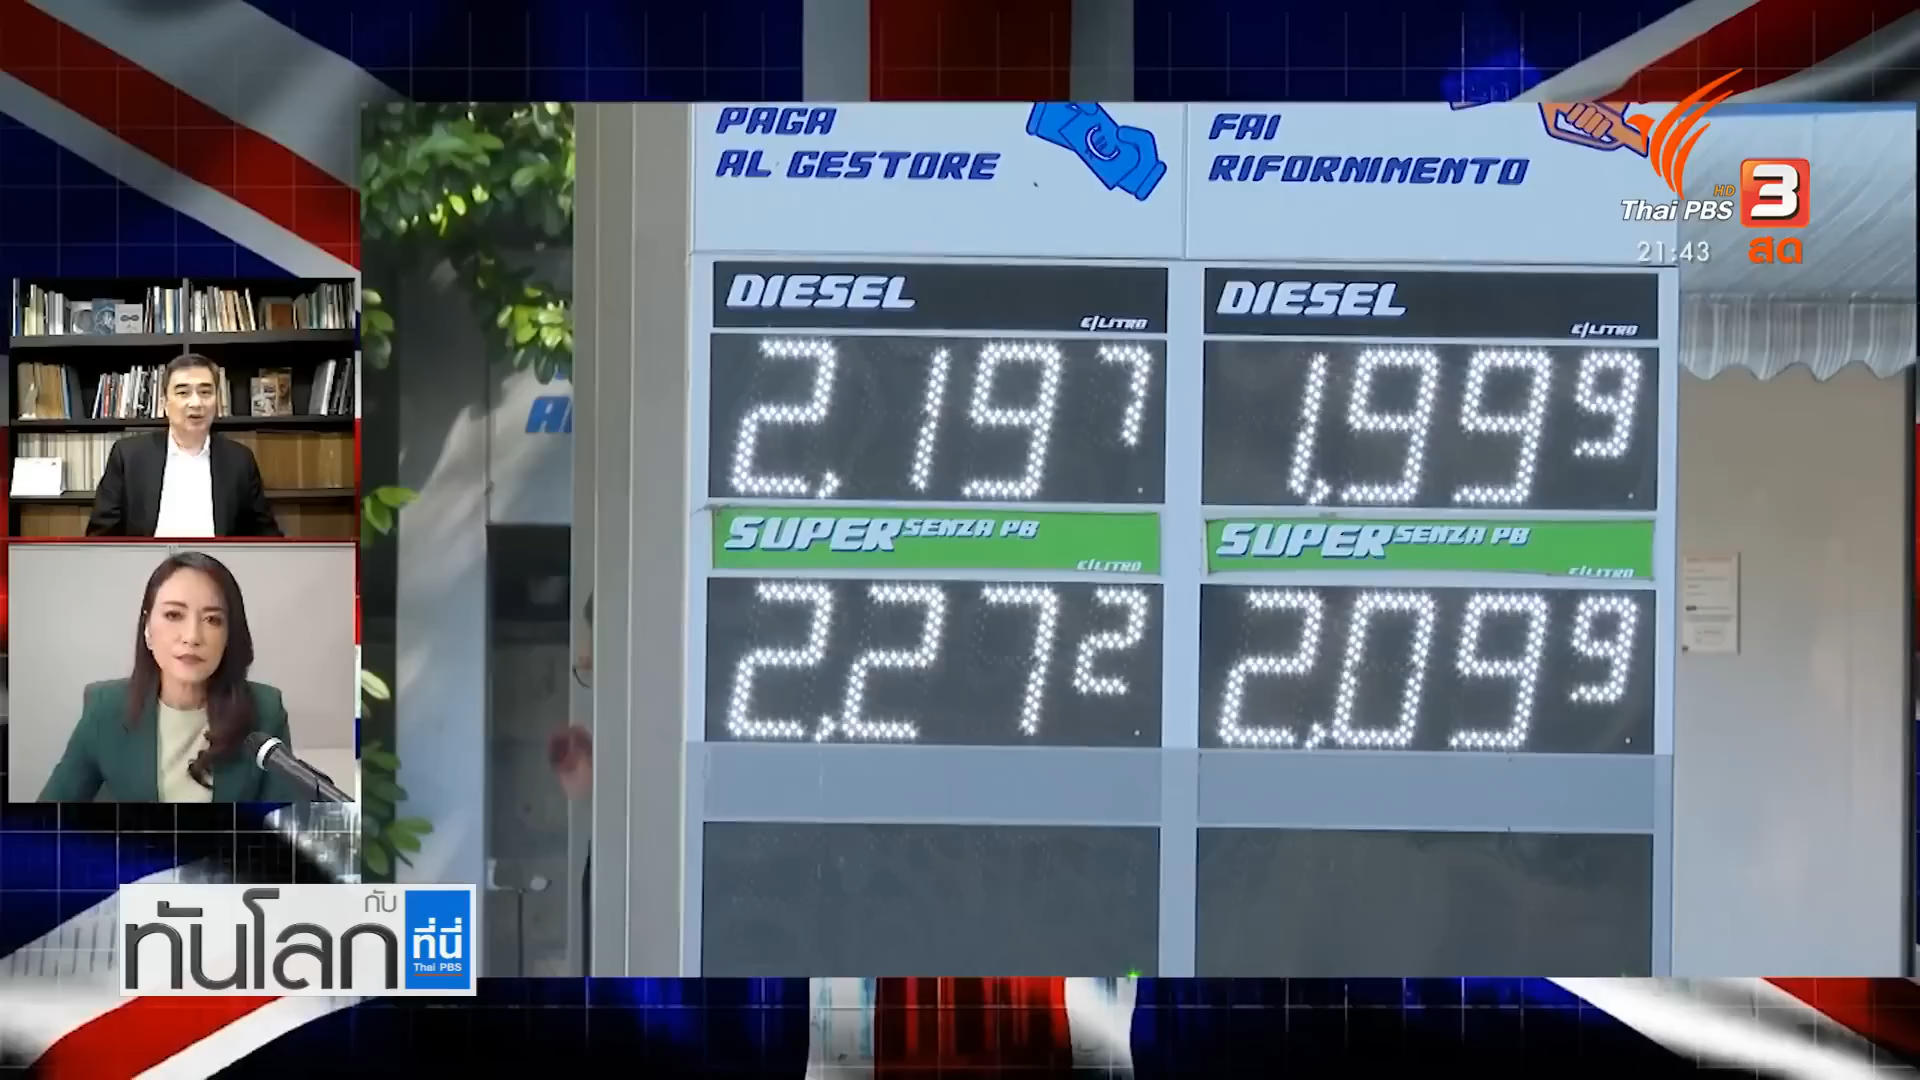 PAGA
AL GESTORE
FAI
RIFORNIMENTO
HD
Thai PBS
3
21:43
สด
DIESEL
€/LITRO
2,197
DIESEL
€/LITRO
1,999
SUPER SENZA PB
€/LITRO
2,272
SUPER SENZA PB
€/LITRO
2,099
ทันโลก
กับ
ที่นี่
Thai PBS